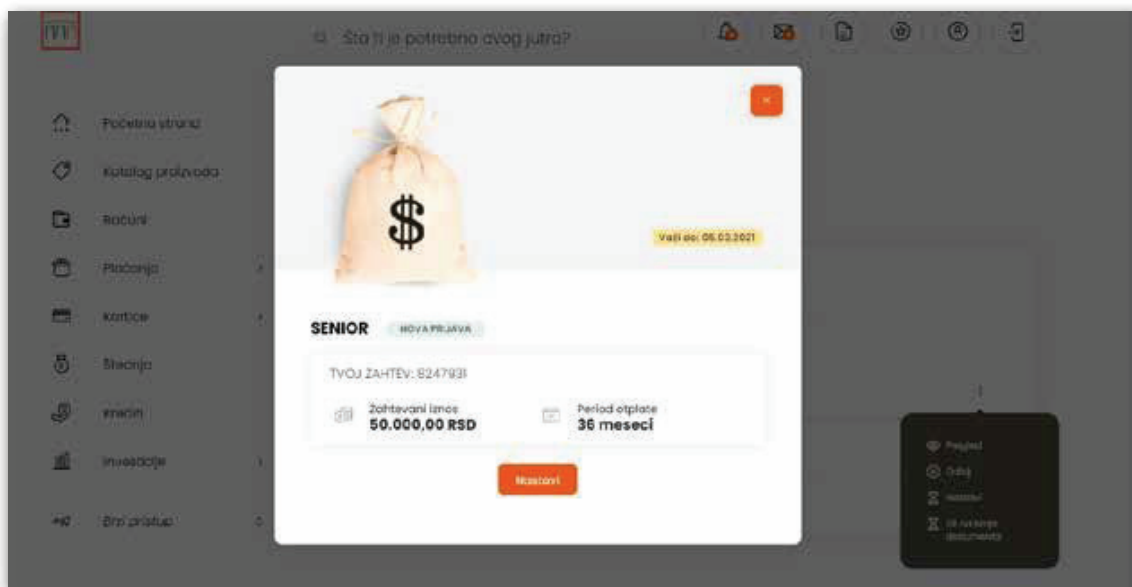 Šta ti je potrebno ovog jutra?
Početna strana
Katalog proizvoda
Računi
Plaćanja
Kartice
Štednja
Krediti
Investicije
Brzi pristup
$
Važi do: 05.03.2021
SENIOR NOVA PRIJAVA
TVOJ ZAHTEV: 8247931
Zahtevani iznos
50.000,00 RSD
Period otplate
36 meseci
Nastavi
Pregled
Nastavi